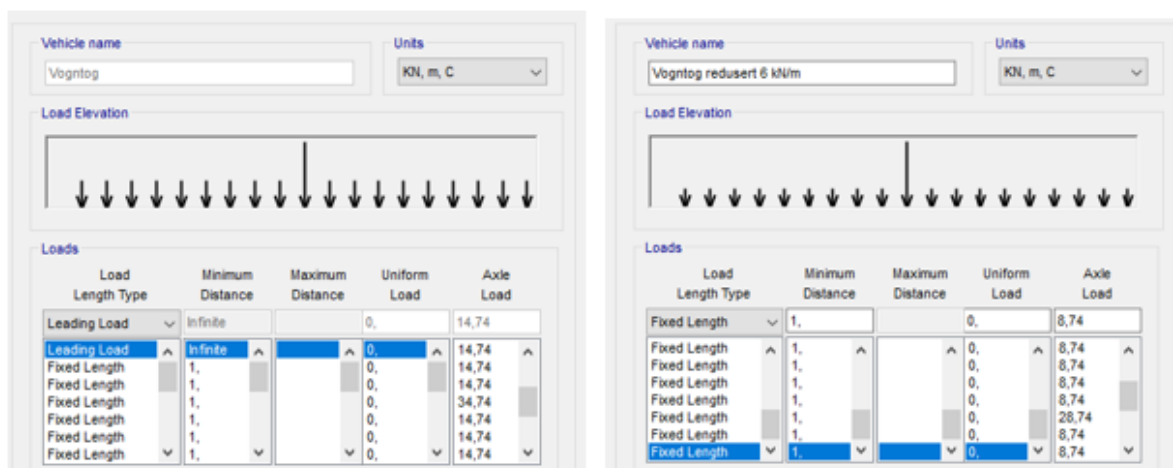 Vehicle name
Vogntog
Units
KN, m, C
Load Elevation
Loads
Load Length Type Minimum Distance Maximum Distance Uniform Load Axle Load
Leading Load Infinite 0, 14,74
Leading Load Infinite 0, 14,74
Fixed Length 1, 0, 14,74
Fixed Length 1, 0, 14,74
Fixed Length 1, 0, 34,74
Fixed Length 1, 0, 14,74
Fixed Length 1, 0, 14,74
Fixed Length 1, 0, 14,74
Vehicle name
Vogntog redusert 6 kN/m
Units
KN, m, C
Load Elevation
Loads
Load Length Type Minimum Distance Maximum Distance Uniform Load Axle Load
Fixed Length 1, 0, 8,74
Fixed Length 1, 0, 8,74
Fixed Length 1, 0, 8,74
Fixed Length 1, 0, 8,74
Fixed Length 1, 0, 8,74
Fixed Length 1, 0, 28,74
Fixed Length 1, 0, 8,74
Fixed Length 1, 0, 8,74